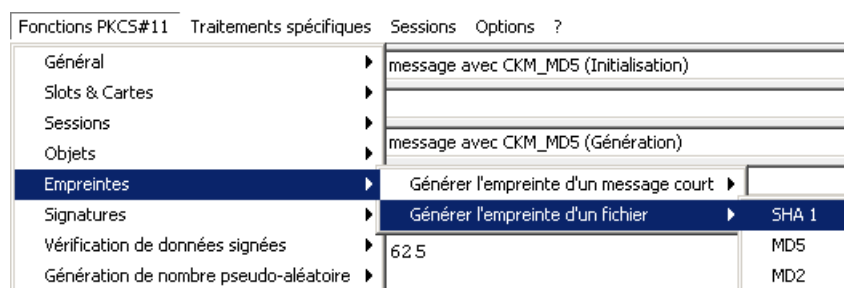 Fonctions PKCS#11 Traitements spécifiques Sessions Options ?
Général
message avec CKM_MD5 (Initialisation)
Slots & Cartes
Sessions
message avec CKM_MD5 (Génération)
Objets
Empreintes
Générer l'empreinte d'un message court
Signatures
Générer l'empreinte d'un fichier
SHA 1
Vérification de données signées
625
MD5
Génération de nombre pseudo-aléatoire
MD2